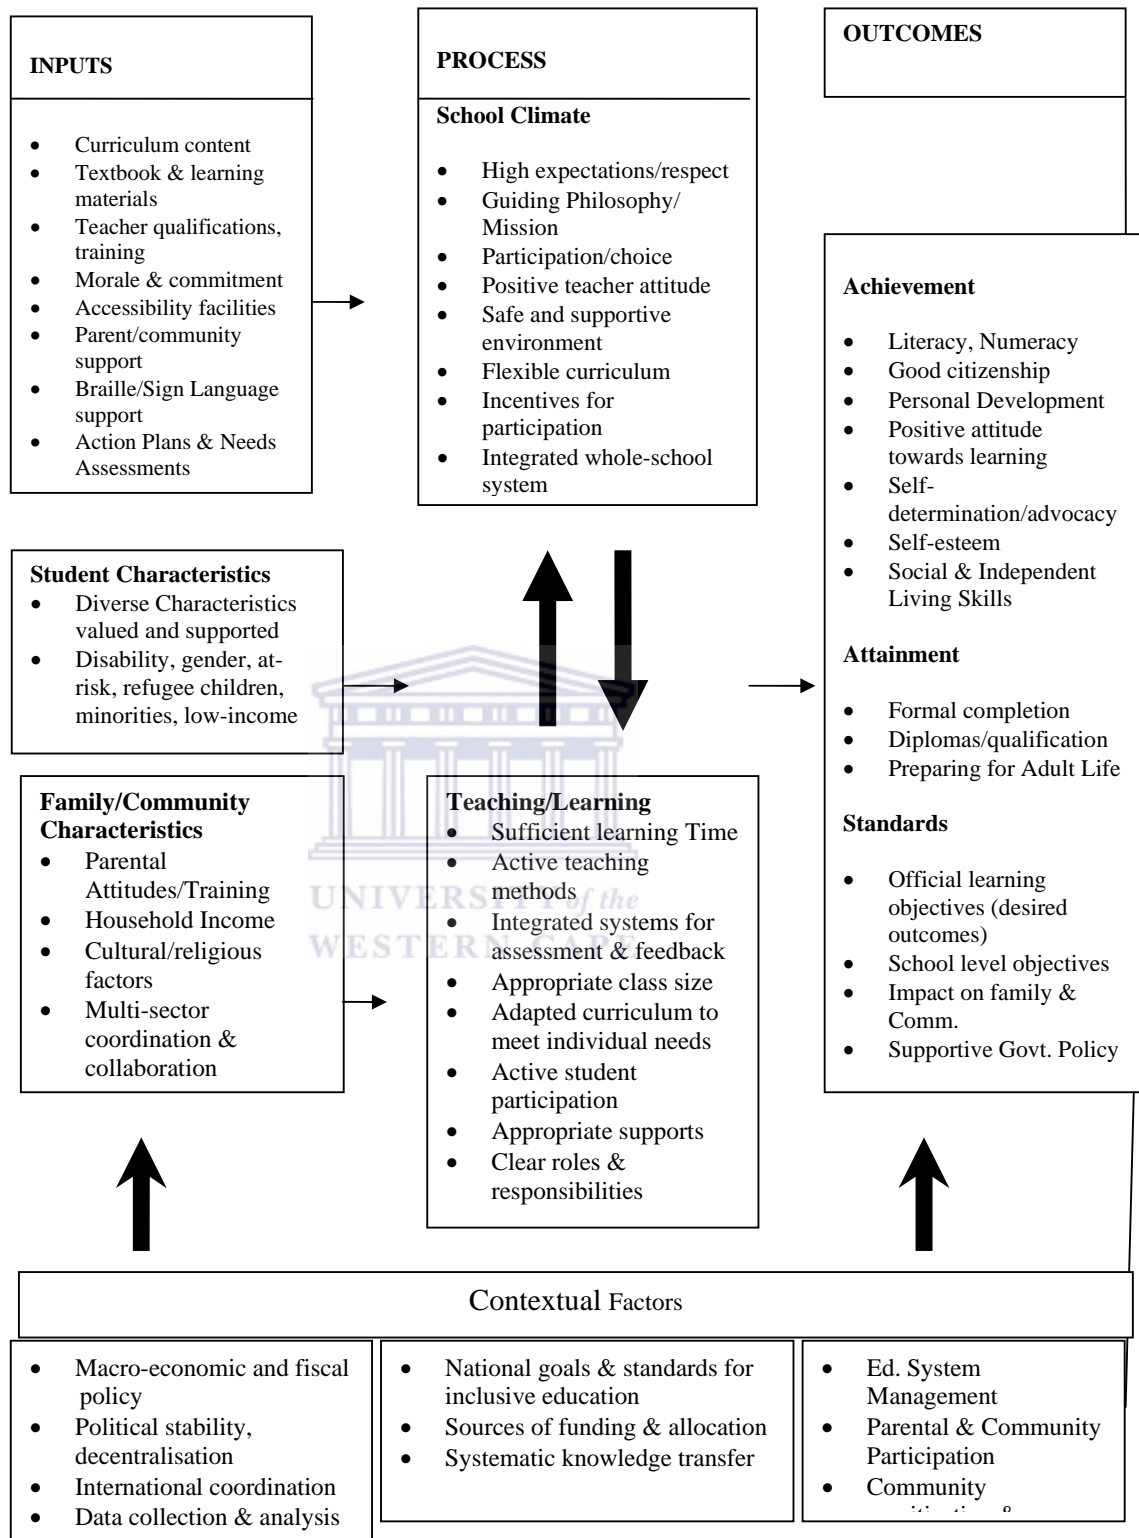 INPUTS
• Curriculum content
• Textbook & learning
materials
• Teacher qualifications,
training
• Morale & commitment
• Accessibility facilities
• Parent/community
support
• Braille/Sign Language
support
• Action Plans & Needs
Assessments
Student Characteristics
• Diverse Characteristics
valued and supported
• Disability, gender, at-
risk, refugee children,
minorities, low-income
Family/Community
Characteristics
• Parental
Attitudes/Training
• Household Income
• Cultural/religious
factors
• Multi-sector
coordination &
collaboration
PROCESS
School Climate
• High expectations/respect
• Guiding Philosophy/
Mission
• Participation/choice
• Positive teacher attitude
• Safe and supportive
environment
• Flexible curriculum
• Incentives for
participation
• Integrated whole-school
system
Teaching/Learning
• Sufficient learning Time
• Active teaching
methods
• Integrated systems for
assessment & feedback
• Appropriate class size
• Adapted curriculum to
meet individual needs
• Active student
participation
• Appropriate supports
• Clear roles &
responsibilities
UNIVERSITY of the
WESTERN CAPE
OUTCOMES
Achievement
• Literacy, Numeracy
• Good citizenship
• Personal Development
• Positive attitude
towards learning
• Self-
determination/advocacy
• Self-esteem
• Social & Independent
Living Skills
Attainment
• Formal completion
• Diplomas/qualification
• Preparing for Adult Life
Standards
• Official learning
objectives (desired
outcomes)
• School level objectives
• Impact on family &
Comm.
• Supportive Govt. Policy
Contextual Factors
• Macro-economic and fiscal
policy
• Political stability,
decentralisation
• International coordination
• Data collection & analysis
• National goals & standards for
inclusive education
• Sources of funding & allocation
• Systematic knowledge transfer
• Ed. System
Management
• Parental & Community
Participation
• Community